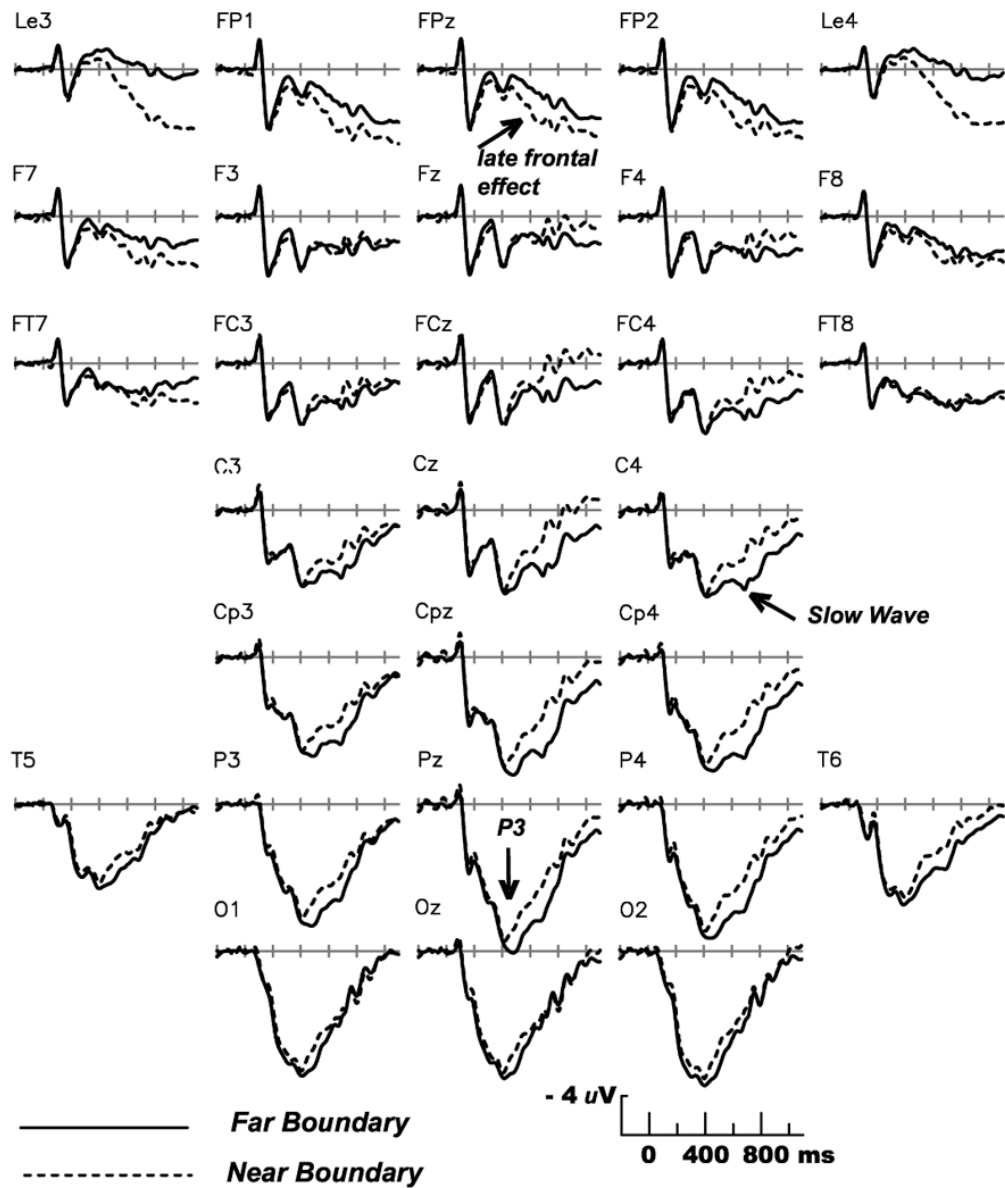 Le3 FP1 FPz FP2 Le4
late frontal
effect
F7 F3 Fz F4 F8
FT7 FC3 FCz FC4 FT8
C3 Cz C4
Slow Wave
Cp3 Cpz Cp4
T5 P3 Pz P4 T6
P3
O1 Oz O2
- 4 uV
Far Boundary
0 400 800 ms
Near Boundary